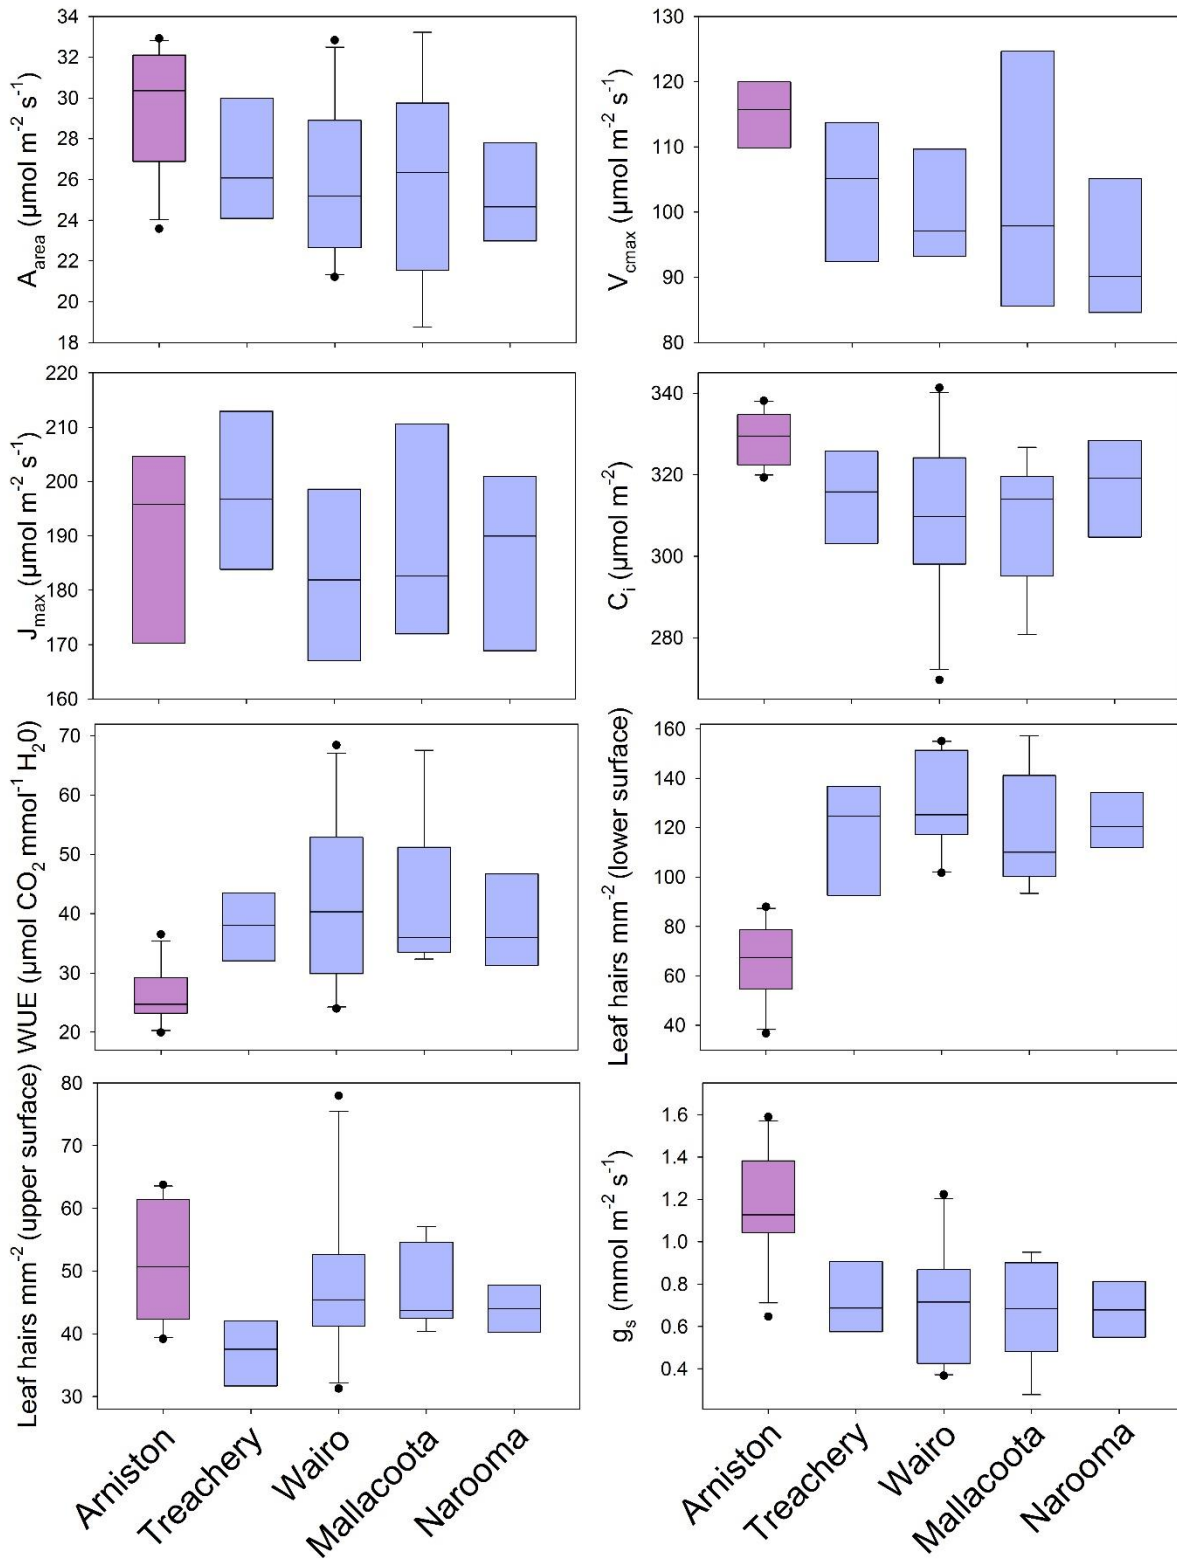 A_area (µmol m⁻² s⁻¹)
34
32
30
28
26
24
22
20
18
V_cmax (µmol m⁻² s⁻¹)
130
120
110
100
90
80
J_max (µmol m⁻² s⁻¹)
220
210
200
190
180
170
160
C_i (µmol m⁻²)
340
320
300
280
WUE (µmol CO₂ mmol⁻¹ H₂0)
70
60
50
40
30
20
Leaf hairs mm⁻² (lower surface)
160
140
120
100
80
60
40
Leaf hairs mm⁻² (upper surface)
80
70
60
50
40
30
g_s (mmol m⁻² s⁻¹)
1.6
1.4
1.2
1.0
0.8
0.6
0.4
Arniston
Treachery
Wairo
Mallacoota
Narooma
Arniston
Treachery
Wairo
Mallacoota
Narooma